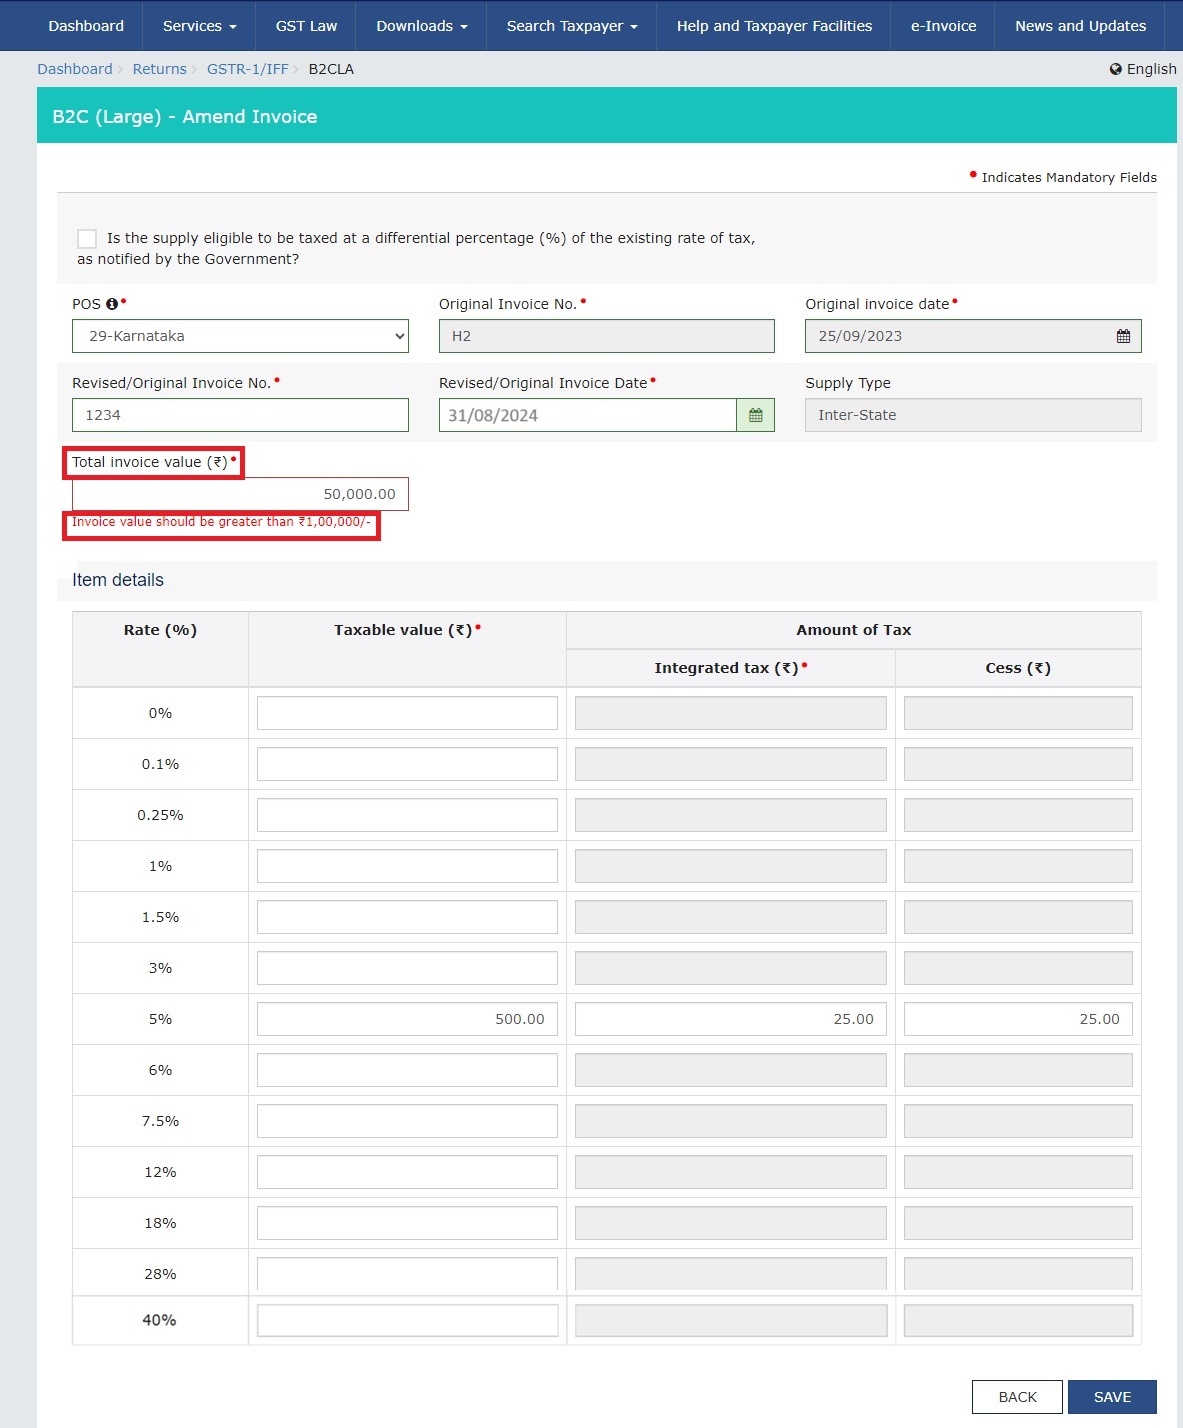 Dashboard Services GST Law Downloads Search Taxpayer Help and Taxpayer Facilities e-Invoice News and Updates
Dashboard Returns GSTR-1/IFF B2CLA English
B2C (Large) - Amend Invoice
• Indicates Mandatory Fields
Is the supply eligible to be taxed at a differential percentage (%) of the existing rate of tax,
as notified by the Government?
POS • Original Invoice No. • Original invoice date •
29-Karnataka H2 25/09/2023
Revised/Original Invoice No. • Revised/Original Invoice Date • Supply Type
1234 31/08/2024 Inter-State
Total invoice value (₹) •
50,000.00
Invoice value should be greater than ₹1,00,000/-
Item details
Rate (%) Taxable value (₹) • Amount of Tax
Integrated tax (₹) • Cess (₹)
0%
0.1%
0.25%
1%
1.5%
3%
5% 500.00 25.00 25.00
6%
7.5%
12%
18%
28%
40%
BACK SAVE